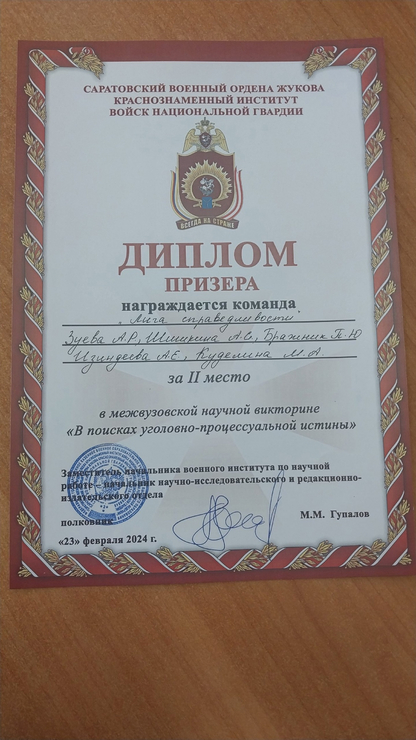 САРАТОВСКИЙ ВОЕННЫЙ ОРДЕНА ЖУКОВА
КРАСНОЗНАМЕННЫЙ ИНСТИТУТ
ВОЙСК НАЦИОНАЛЬНОЙ ГВАРДИИ
ВСЕГДА НА СТРАЖЕ
ДИПЛОМ
ПРИЗЕРА
награждается команда
"Лига справедливости"
Зуева А.Р., Шишкина А.С., Бражник П.Ю
Изиндеева А.Е., Куделина М.А.
за II место
в межвузовской научной викторине
«В поисках уголовно-процессуальной истины»
Заместитель начальника военного института по научной
работе – начальник научно-исследовательского и редакционно-
издательского отдела
полковник М.М. Гупалов
«23» февраля 2024 г.